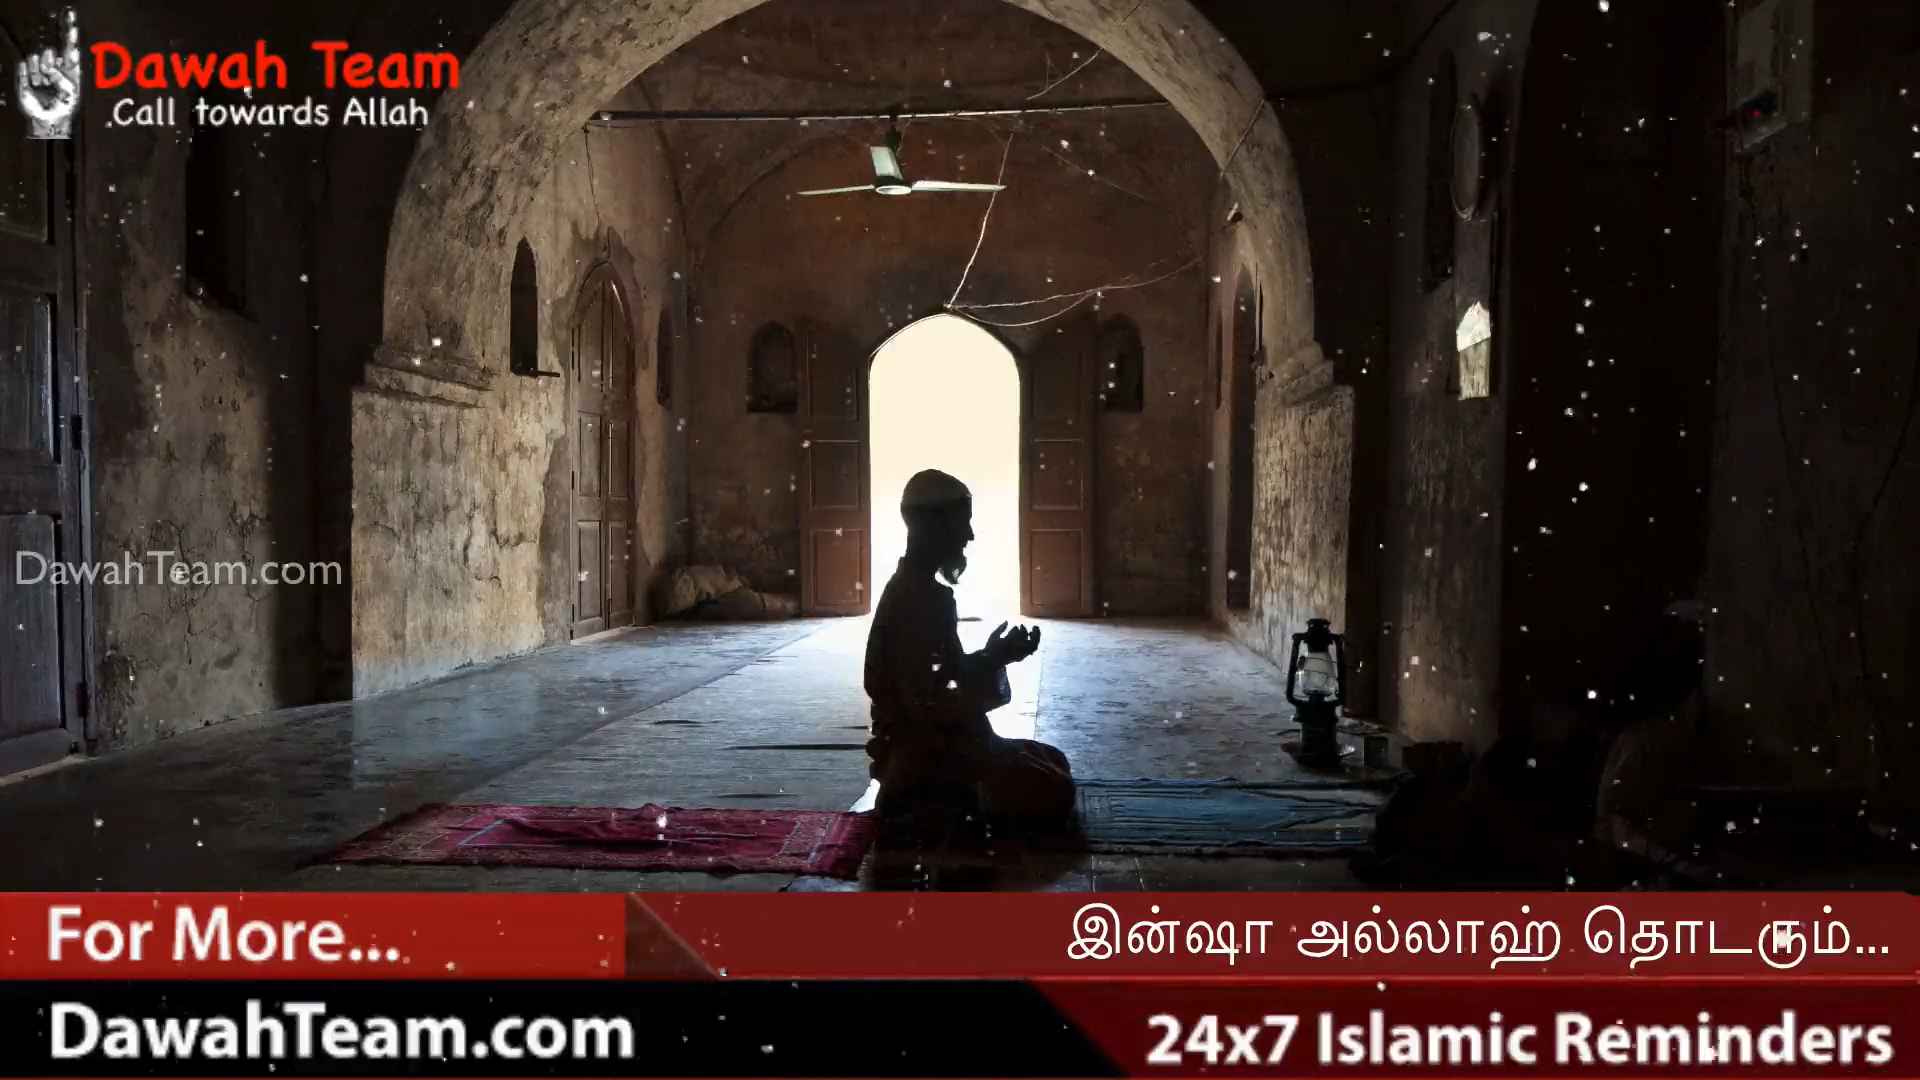 Dawah Team
Call towards Allah
DawahTeam.com
For More...
இன்ஷா அல்லாஹ் தொடரும்...
DawahTeam.com
24x7 Islamic Reminders